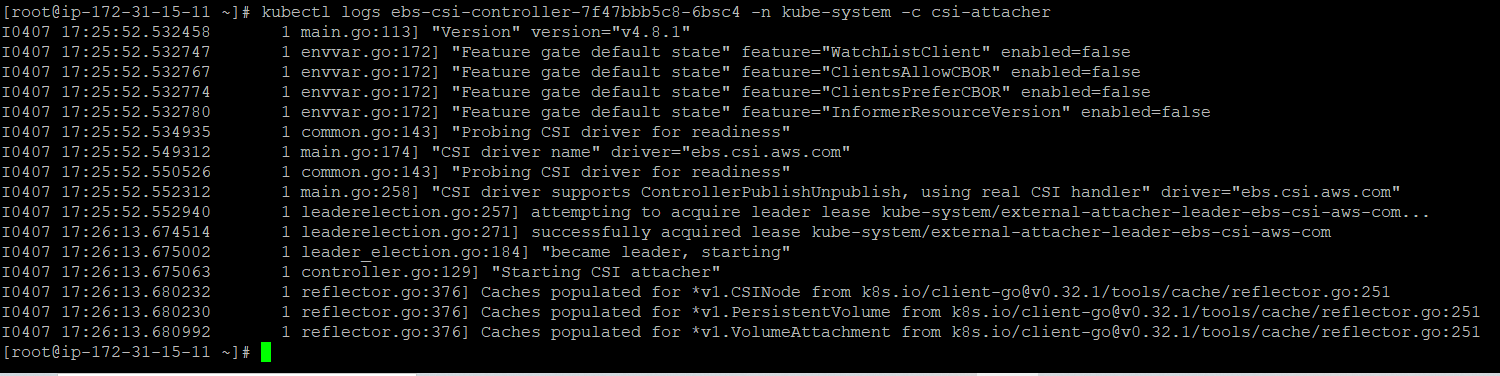 [root@ip-172-31-15-11 ~]# kubectl logs ebs-csi-controller-7f47bbb5c8-6bsc4 -n kube-system -c csi-attacher
I0407 17:25:52.532458       1 main.go:113] "Version" version="v4.8.1"
I0407 17:25:52.532747       1 envvar.go:172] "Feature gate default state" feature="WatchListClient" enabled=false
I0407 17:25:52.532767       1 envvar.go:172] "Feature gate default state" feature="ClientsAllowCBOR" enabled=false
I0407 17:25:52.532774       1 envvar.go:172] "Feature gate default state" feature="ClientsPreferCBOR" enabled=false
I0407 17:25:52.532780       1 envvar.go:172] "Feature gate default state" feature="InformerResourceVersion" enabled=false
I0407 17:25:52.534935       1 common.go:143] "Probing CSI driver for readiness"
I0407 17:25:52.549312       1 main.go:174] "CSI driver name" driver="ebs.csi.aws.com"
I0407 17:25:52.550526       1 common.go:143] "Probing CSI driver for readiness"
I0407 17:25:52.552312       1 main.go:258] "CSI driver supports ControllerPublishUnpublish, using real CSI handler" driver="ebs.csi.aws.com"
I0407 17:25:52.552940       1 leaderelection.go:257] attempting to acquire leader lease kube-system/external-attacher-leader-ebs-csi-aws-com...
I0407 17:26:13.674514       1 leaderelection.go:271] successfully acquired lease kube-system/external-attacher-leader-ebs-csi-aws-com
I0407 17:26:13.675002       1 leader_election.go:184] "became leader, starting"
I0407 17:26:13.675063       1 controller.go:129] "Starting CSI attacher"
I0407 17:26:13.680232       1 reflector.go:376] Caches populated for *v1.CSINode from k8s.io/client-go@v0.32.1/tools/cache/reflector.go:251
I0407 17:26:13.680230       1 reflector.go:376] Caches populated for *v1.PersistentVolume from k8s.io/client-go@v0.32.1/tools/cache/reflector.go:251
I0407 17:26:13.680992       1 reflector.go:376] Caches populated for *v1.VolumeAttachment from k8s.io/client-go@v0.32.1/tools/cache/reflector.go:251
[root@ip-172-31-15-11 ~]#